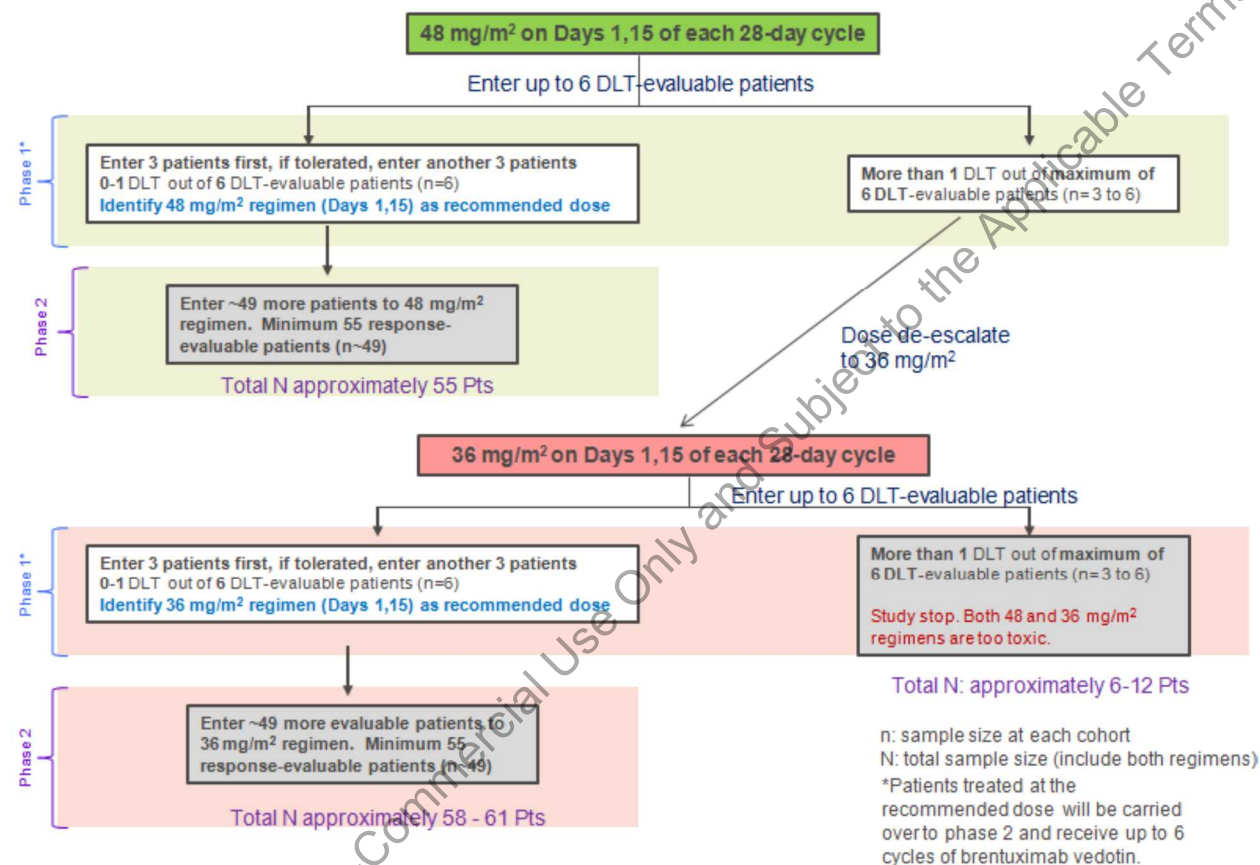 48 mg/m² on Days 1,15 of each 28-day cycle
Enter up to 6 DLT-evaluable patients
Phase 1*
Enter 3 patients first, if tolerated, enter another 3 patients
0-1 DLT out of 6 DLT-evaluable patients (n=6)
Identify 48 mg/m² regimen (Days 1,15) as recommended dose
More than 1 DLT out of maximum of
6 DLT-evaluable patients (n= 3 to 6)
Phase 2
Enter ~49 more patients to 48 mg/m²
regimen. Minimum 55 response-
evaluable patients (n~49)
Total N approximately 55 Pts
Dose de-escalate
to 36 mg/m²
36 mg/m² on Days 1,15 of each 28-day cycle
Enter up to 6 DLT-evaluable patients
Phase 1*
Enter 3 patients first, if tolerated, enter another 3 patients
0-1 DLT out of 6 DLT-evaluable patients (n=6)
Identify 36 mg/m² regimen (Days 1,15) as recommended dose
More than 1 DLT out of maximum of
6 DLT-evaluable patients (n= 3 to 6)
Study stop. Both 48 and 36 mg/m²
regimens are too toxic.
Total N: approximately 6-12 Pts
Phase 2
Enter ~49 more evaluable patients to
36 mg/m² regimen. Minimum 55
response-evaluable patients (n~49)
Total N approximately 58 - 61 Pts
n: sample size at each cohort
N: total sample size (include both regimens)
*Patients treated at the
recommended dose will be carried
over to phase 2 and receive up to 6
cycles of brentuximab vedotin.
Commercial Use Only and Subject to the Applicable Term